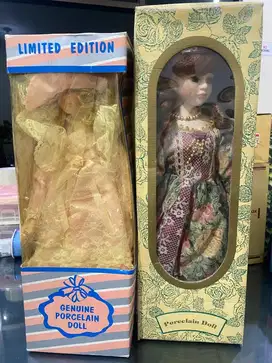 LIMITED EDITION
GENUINE
PORCELAIN
DOLL
Porcelain Doll